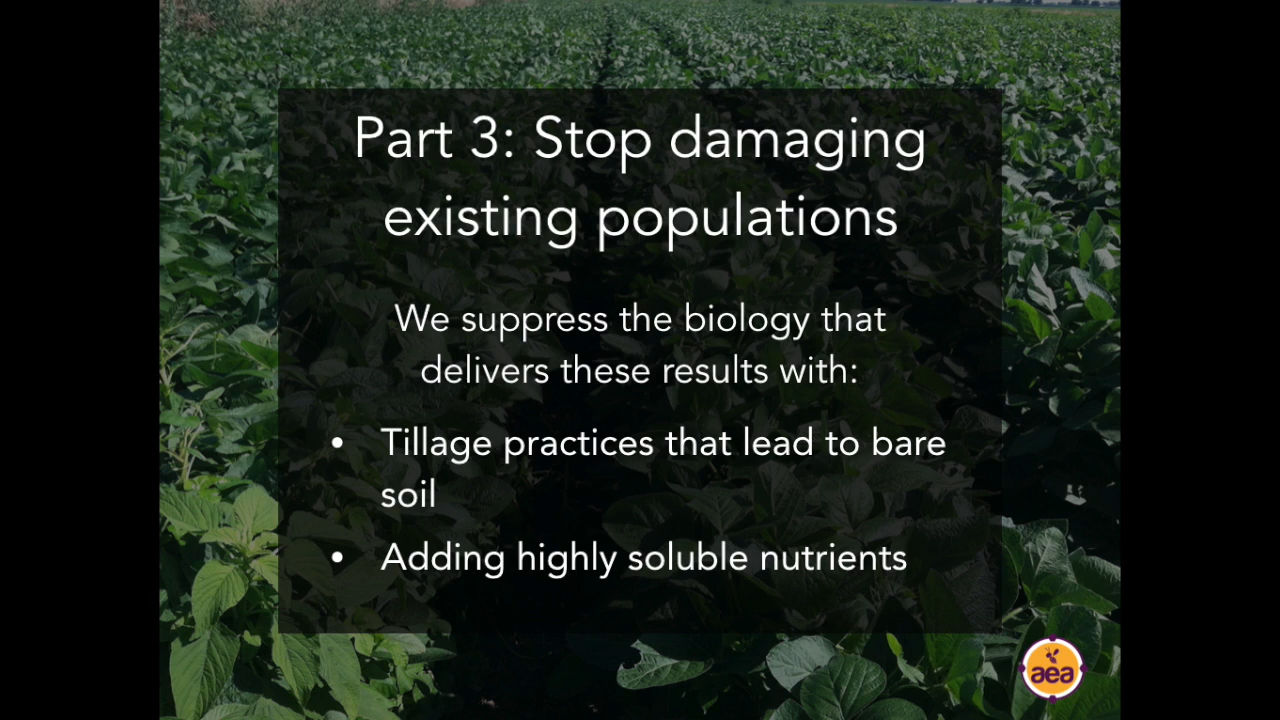 Part 3: Stop damaging
existing populations
We suppress the biology that
delivers these results with:
• Tillage practices that lead to bare
soil
• Adding highly soluble nutrients
aea